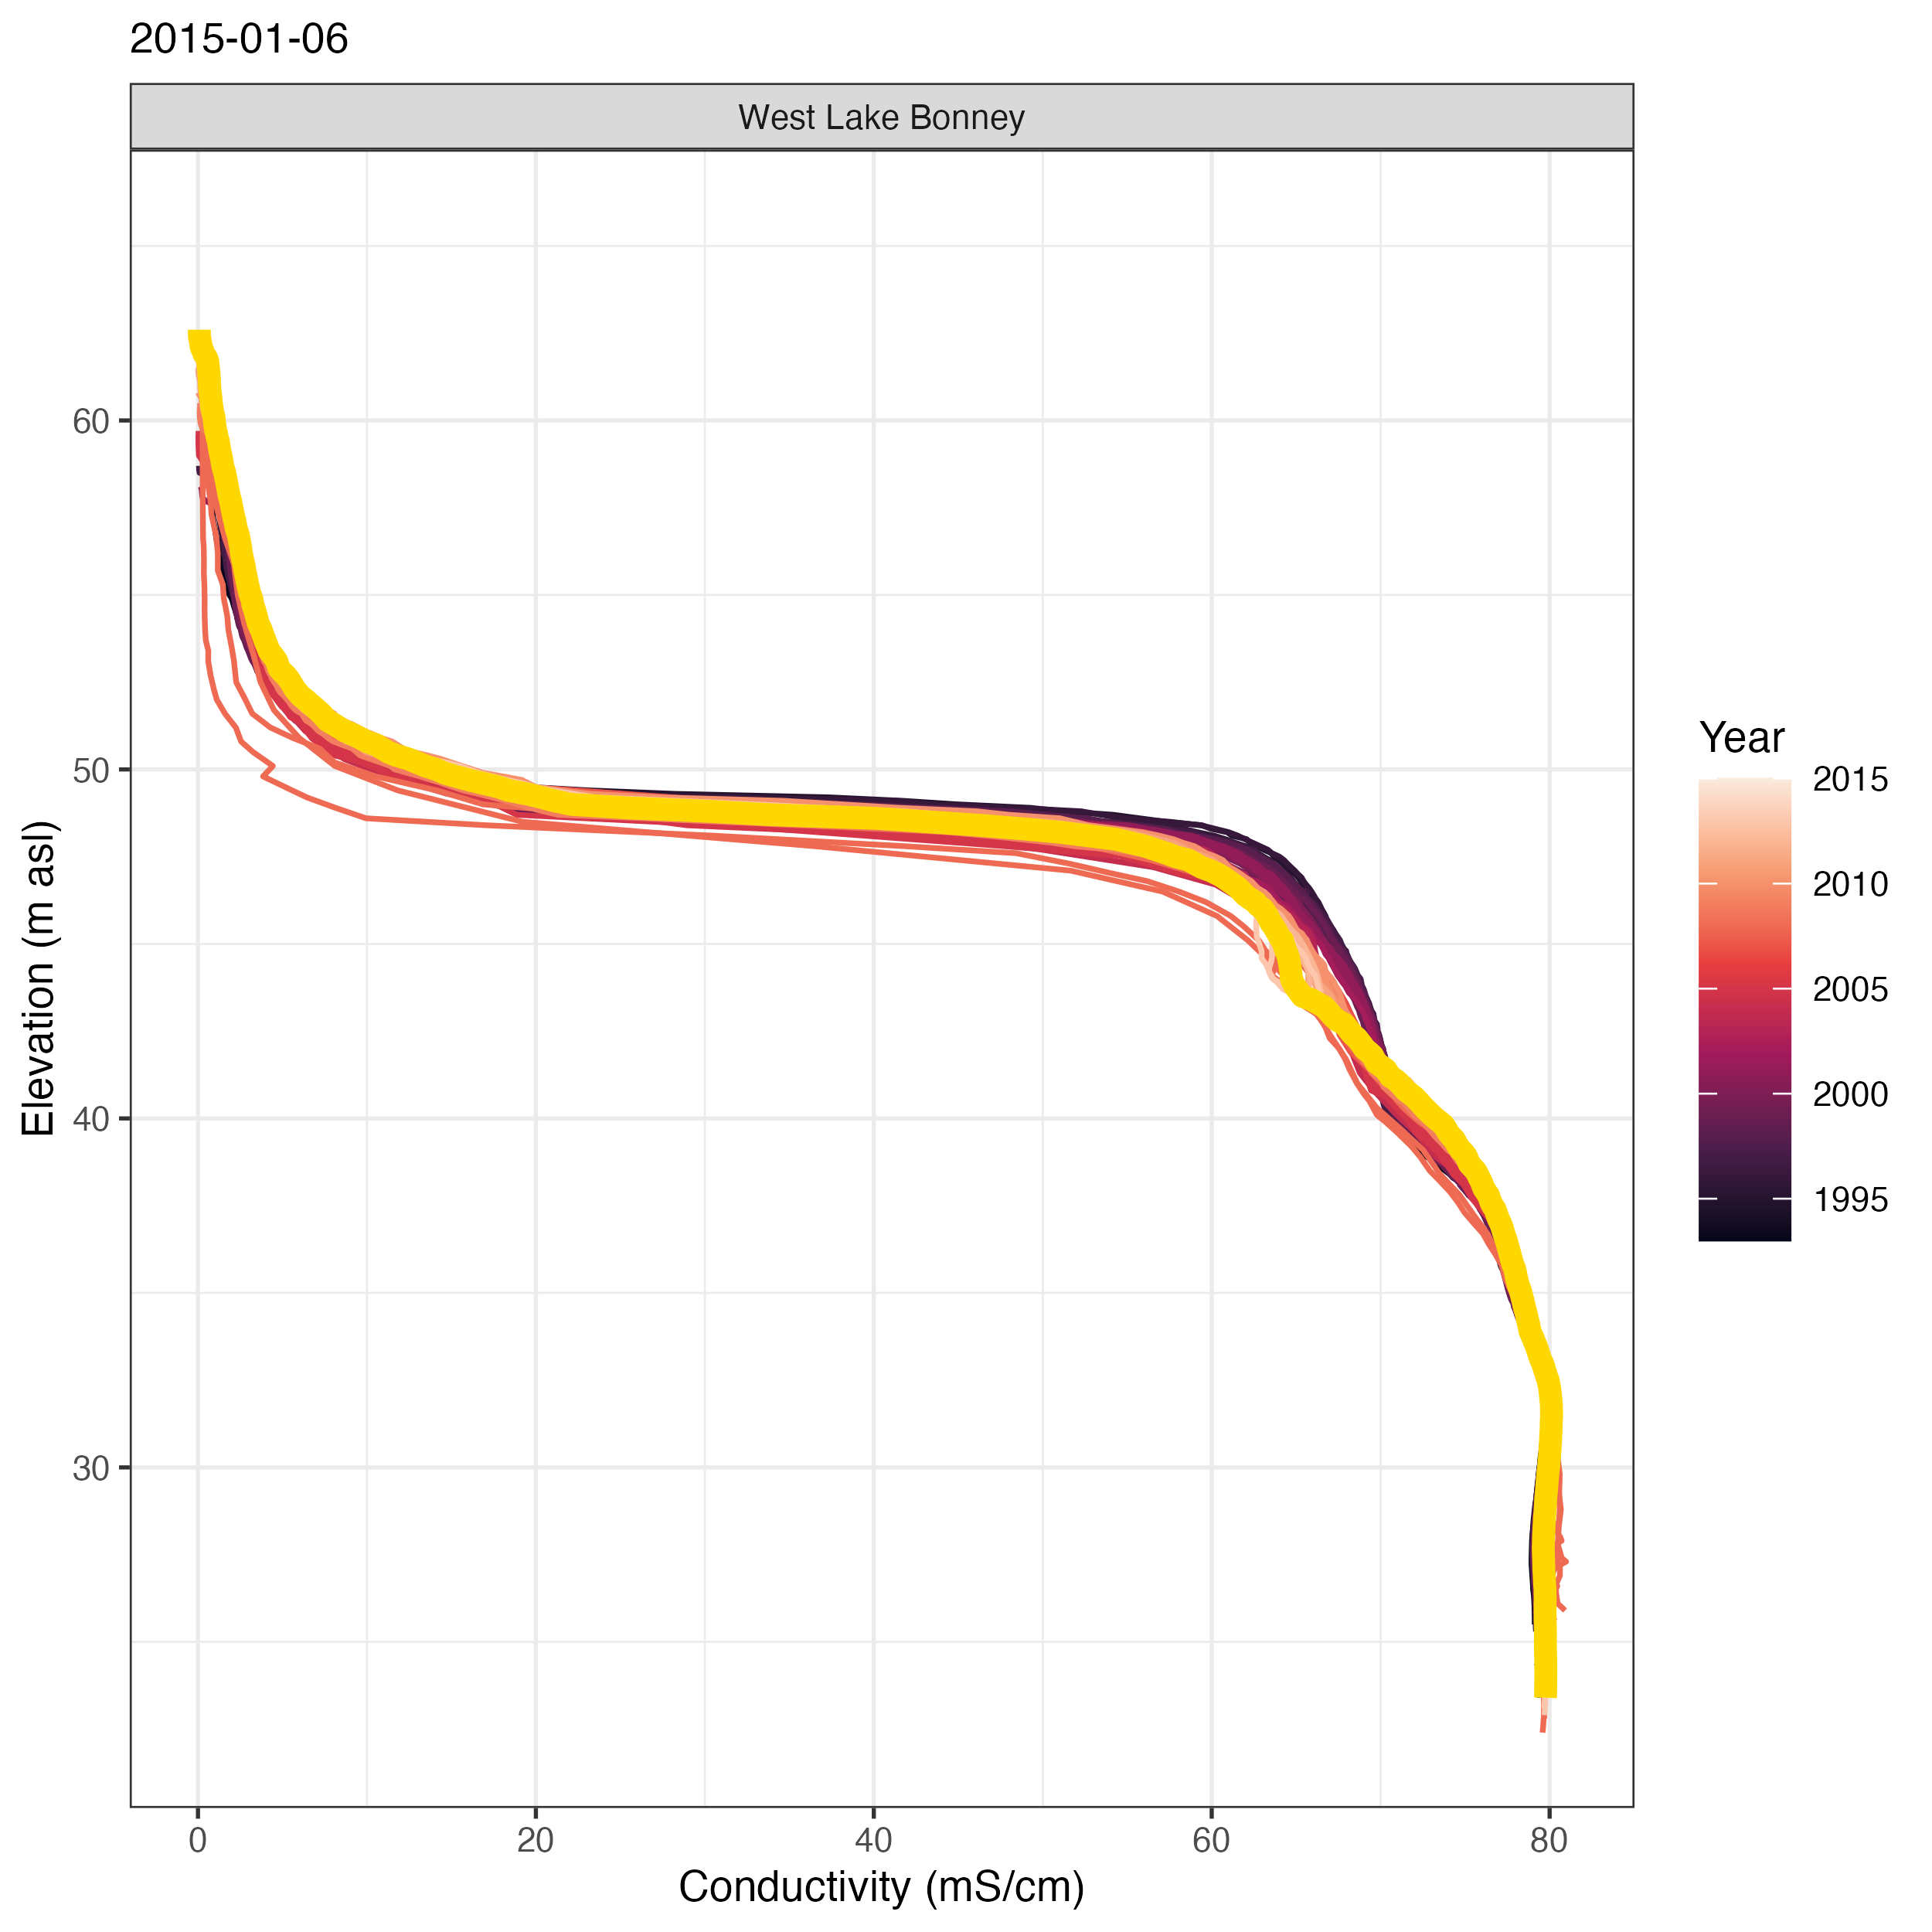 2015-01-06
West Lake Bonney
Elevation (m asl)
60
50
40
30
0 20 40 60 80
Conductivity (mS/cm)
Year
2015
2010
2005
2000
1995